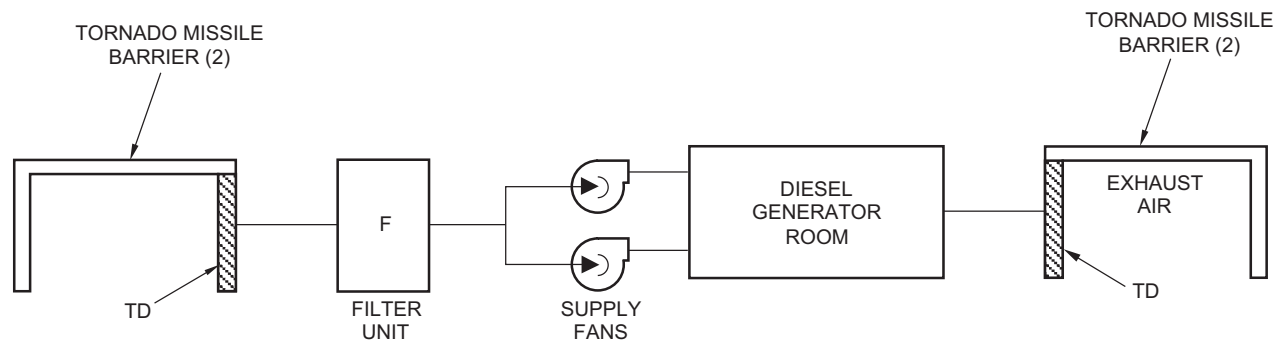 TORNADO MISSILE
BARRIER (2)
TORNADO MISSILE
BARRIER (2)
F
DIESEL
GENERATOR
ROOM
EXHAUST
AIR
TD
FILTER
UNIT
SUPPLY
FANS
TD